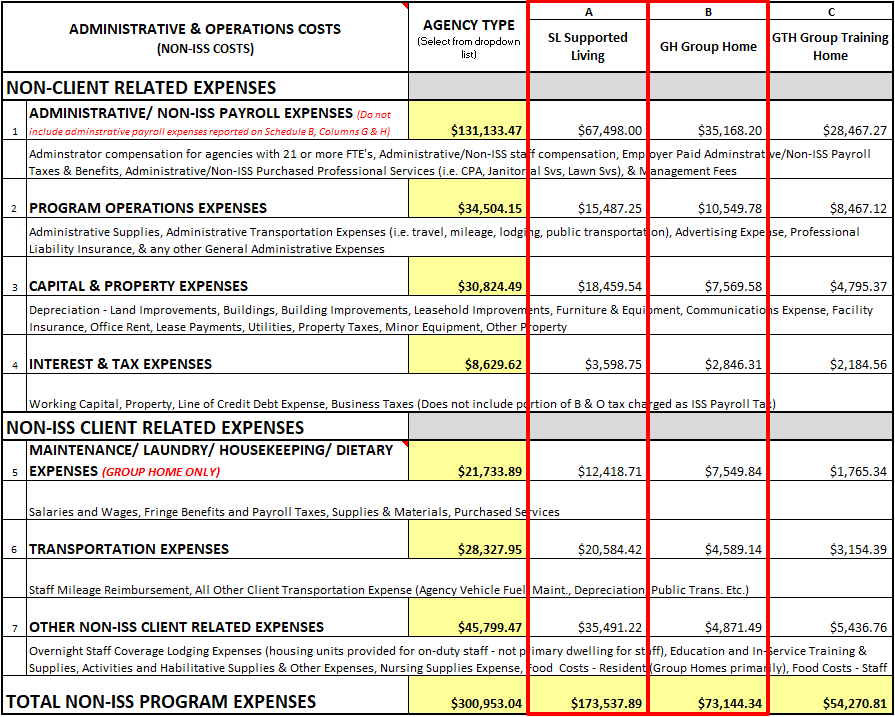 ADMINISTRATIVE & OPERATIONS COSTS
(NON-ISS COSTS)
AGENCY TYPE
(Select from dropdown
list)
A
SL Supported
Living
B
GH Group Home
C
GTH Group Training
Home
NON-CLIENT RELATED EXPENSES
1 ADMINISTRATIVE/ NON-ISS PAYROLL EXPENSES (Do not
include adminstrative payroll expenses reported on Schedule B, Columns G & H) $131,133.47 $67,498.00 $35,168.20 $28,467.27
Adminstrator compensation for agencies with 21 or more FTE's, Administrative/Non-ISS staff compensation, Employer Paid Adminstrative/Non-ISS Payroll
Taxes & Benefits, Administrative/Non-ISS Purchased Professional Services (i.e. CPA, Janitorial Svs, Lawn Svs), & Management Fees
2 PROGRAM OPERATIONS EXPENSES $34,504.15 $15,487.25 $10,549.78 $8,467.12
Administrative Supplies, Administrative Transportation Expenses (i.e. travel, mileage, lodging, public transportation), Advertising Expense, Professional
Liability Insurance, & any other General Administrative Expenses
3 CAPITAL & PROPERTY EXPENSES $30,824.49 $18,459.54 $7,569.58 $4,795.37
Depreciation - Land Improvements, Buildings, Building Improvements, Leasehold Improvements, Furniture & Equipment, Communications Expense, Facility
Insurance, Office Rent, Lease Payments, Utilities, Property Taxes, Minor Equipment, Other Property
4 INTEREST & TAX EXPENSES $8,629.62 $3,598.75 $2,846.31 $2,184.56
Working Capital, Property, Line of Credit Debt Expense, Business Taxes (Does not include portion of B & O tax charged as ISS Payroll Tax)
NON-ISS CLIENT RELATED EXPENSES
5 MAINTENANCE/ LAUNDRY/ HOUSEKEEPING/ DIETARY
EXPENSES (GROUP HOME ONLY) $21,733.89 $12,418.71 $7,549.84 $1,765.34
Salaries and Wages, Fringe Benefits and Payroll Taxes, Supplies & Materials, Purchased Services
6 TRANSPORTATION EXPENSES $28,327.95 $20,584.42 $4,589.14 $3,154.39
Staff Mileage Reimbursement, All Other Client Transportation Expense (Agency Vehicle Fuel, Maint., Depreciation, Public Trans. Etc.)
7 OTHER NON-ISS CLIENT RELATED EXPENSES $45,799.47 $35,491.22 $4,871.49 $5,436.76
Overnight Staff Coverage Lodging Expenses (housing units provided for on-duty staff - not primary dwelling for staff), Education and In-Service Training &
Supplies, Activities and Habilitative Supplies & Other Expenses, Nursing Supplies Expense, Food Costs - Resident (Group Homes primarily), Food Costs - Staff
TOTAL NON-ISS PROGRAM EXPENSES $300,953.04 $173,537.89 $73,144.34 $54,270.81